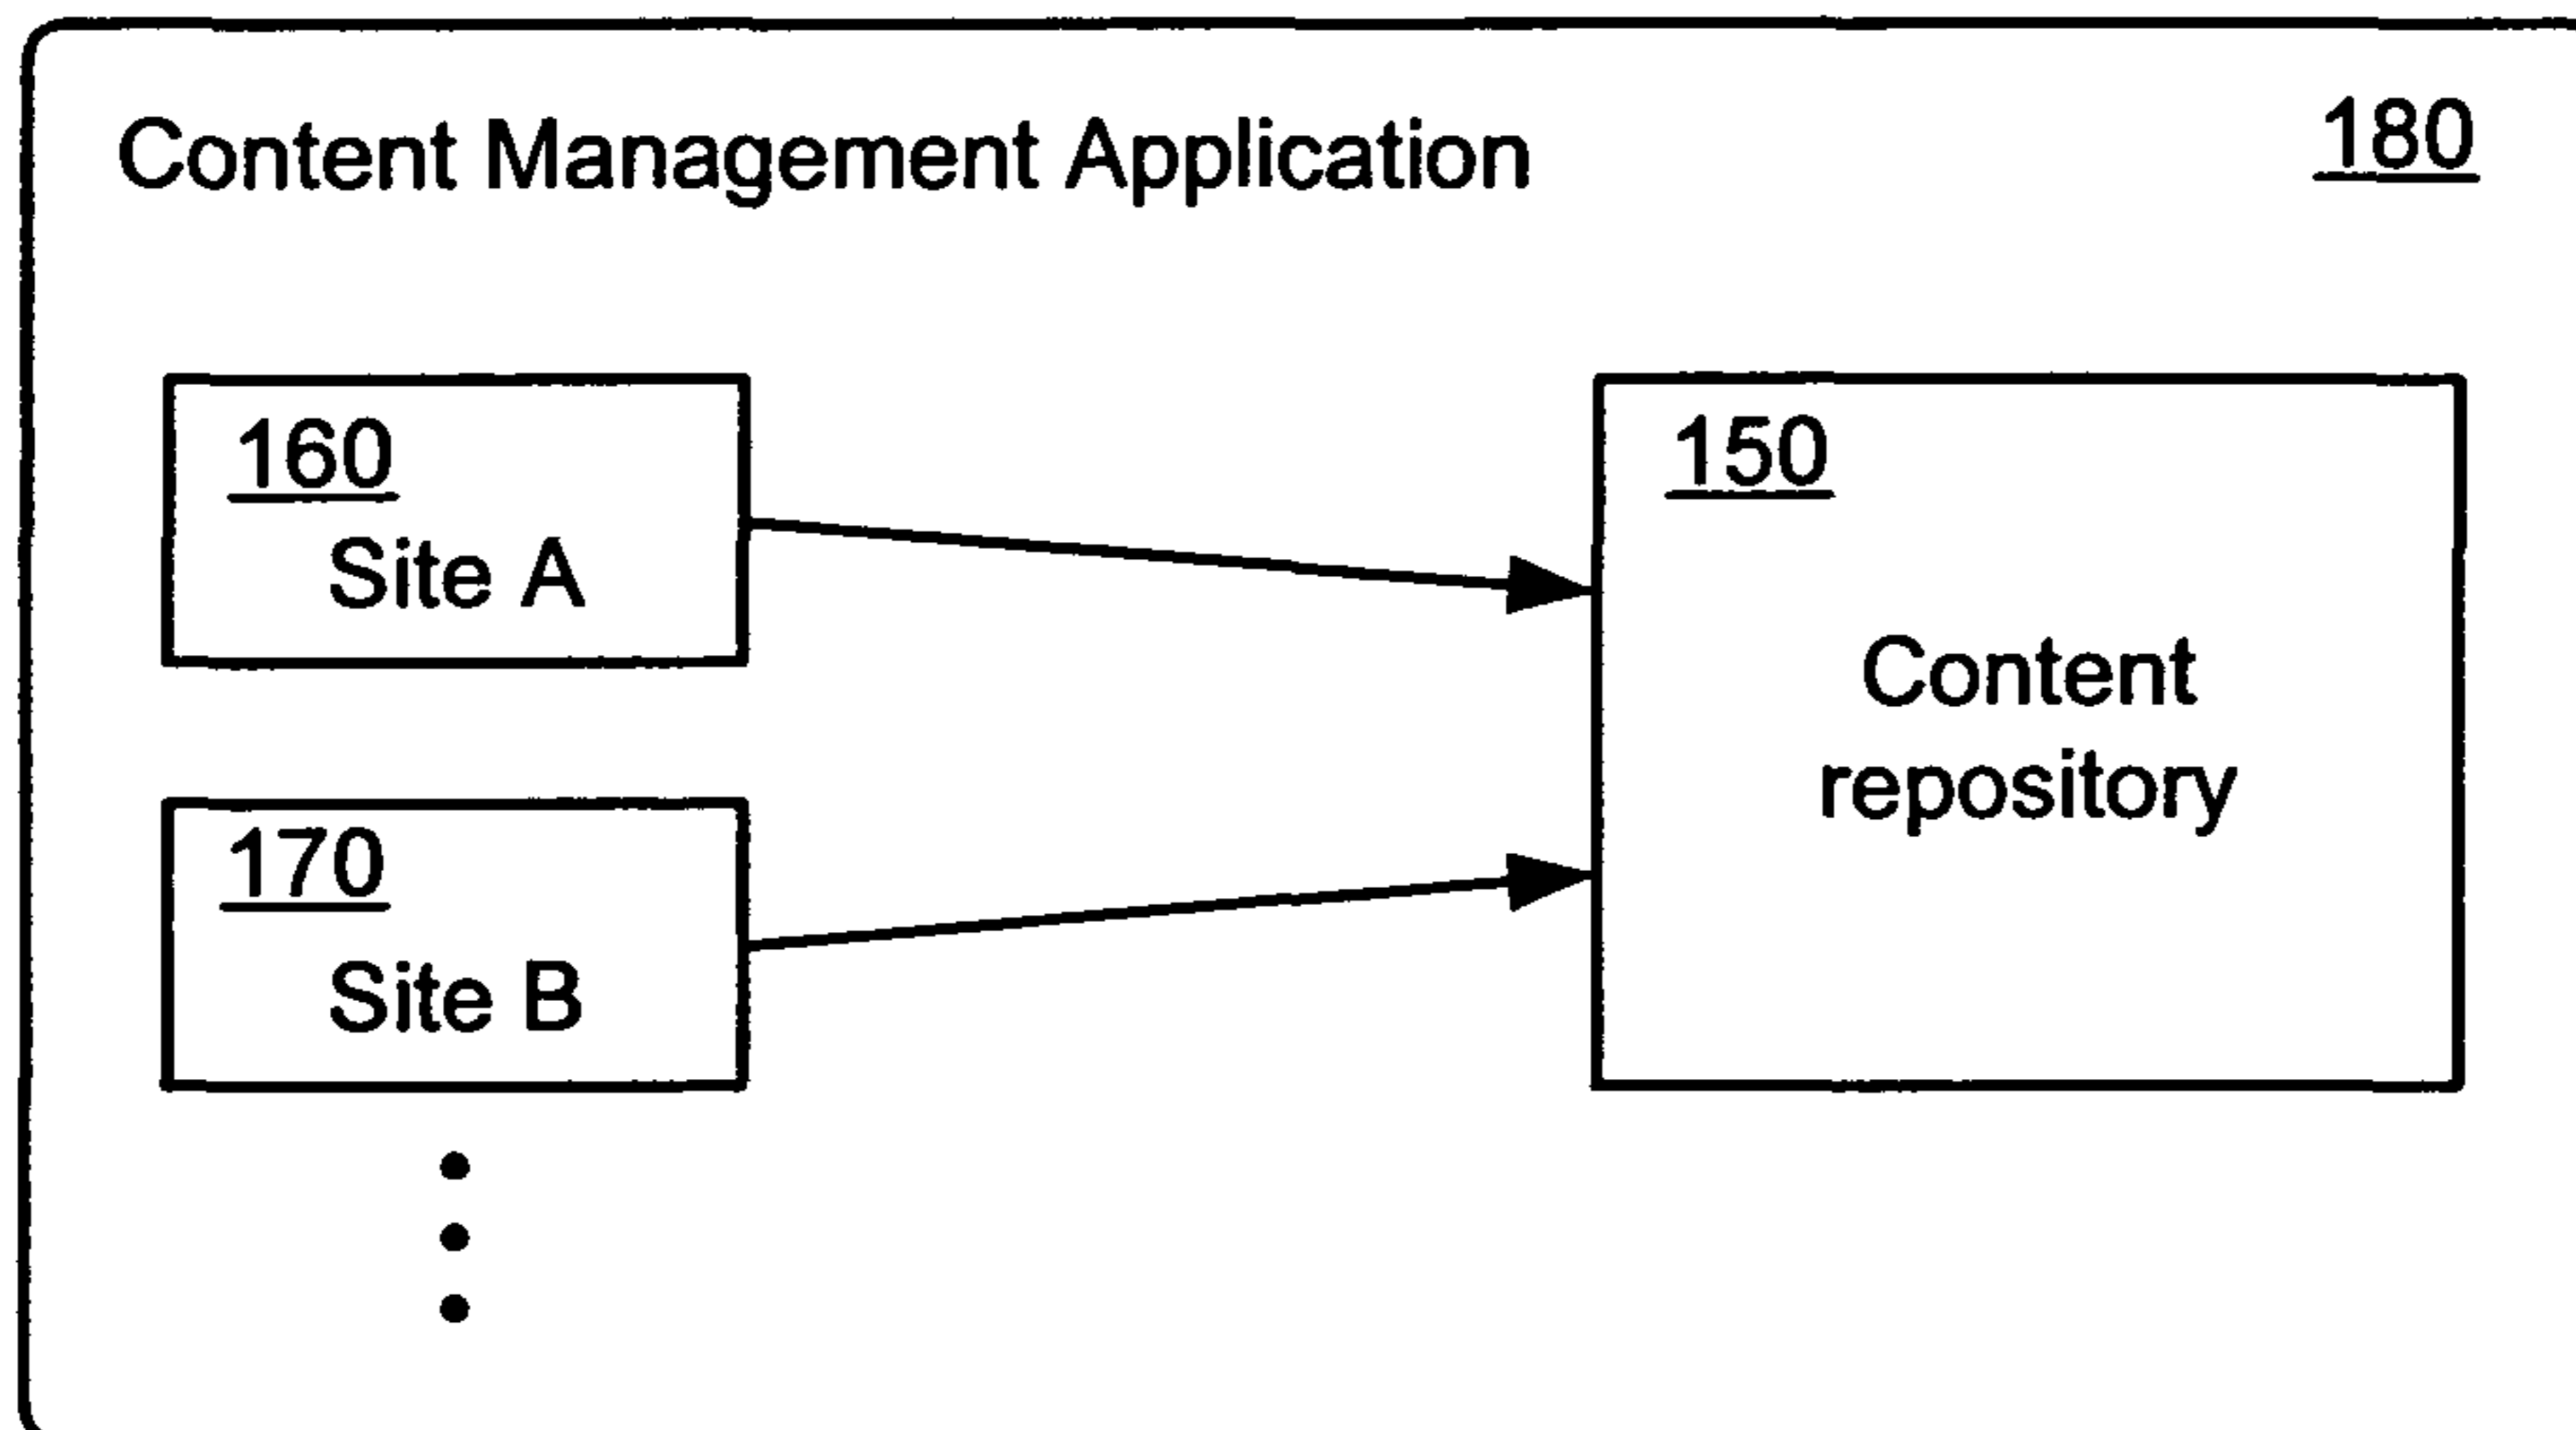 Content Management Application 180
160
Site A
150
Content
repository
170
Site B